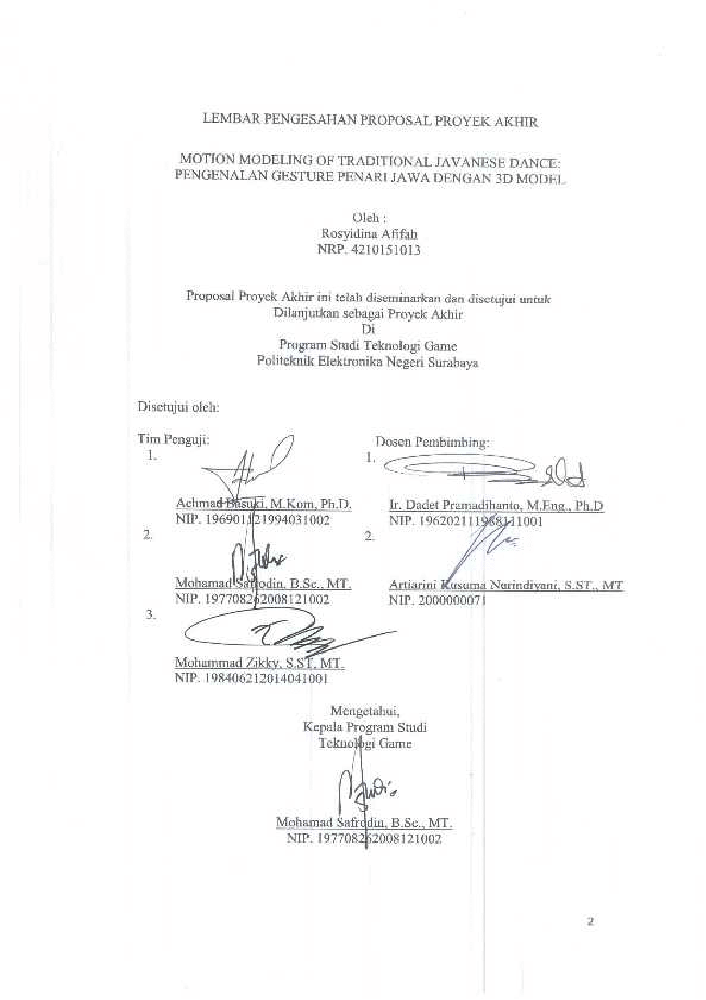 LEMBAR PENGESAHAN PROPOSAL PROYEK AKHIR
MOTION MODELING OF TRADITIONAL JAVANESE DANCE:
PENGENALAN GESTURE PENARI JAWA DENGAN 3D MODEL
Oleh :
Rosyidina Afifah
NRP. 4210151013
Proposal Proyek Akhir ini telah diseminarkan dan disetujui untuk
Dilanjutkan sebagai Proyek Akhir
Di
Program Studi Teknologi Game
Politeknik Elektronika Negeri Surabaya
Disetujui oleh:
Tim Penguji:
1.
Achmad Basuki, M.Kom, Ph.D.
NIP. 196901121994031002
2.
Mohamad Safrodin, B.Sc., MT.
NIP. 197708262008121002
3.
Mohammad Zikky, S.ST, MT.
NIP. 198406212014041001
Dosen Pembimbing:
1.
Ir. Dadet Pramadihanto, M.Eng., Ph.D
NIP. 196202111988111001
2.
Artiarini Kusuma Nurindiyani, S.ST., MT
NIP. 2000000071
Mengetahui,
Kepala Program Studi
Teknologi Game
Mohamad Safrodin, B.Sc., MT.
NIP. 197708262008121002
2